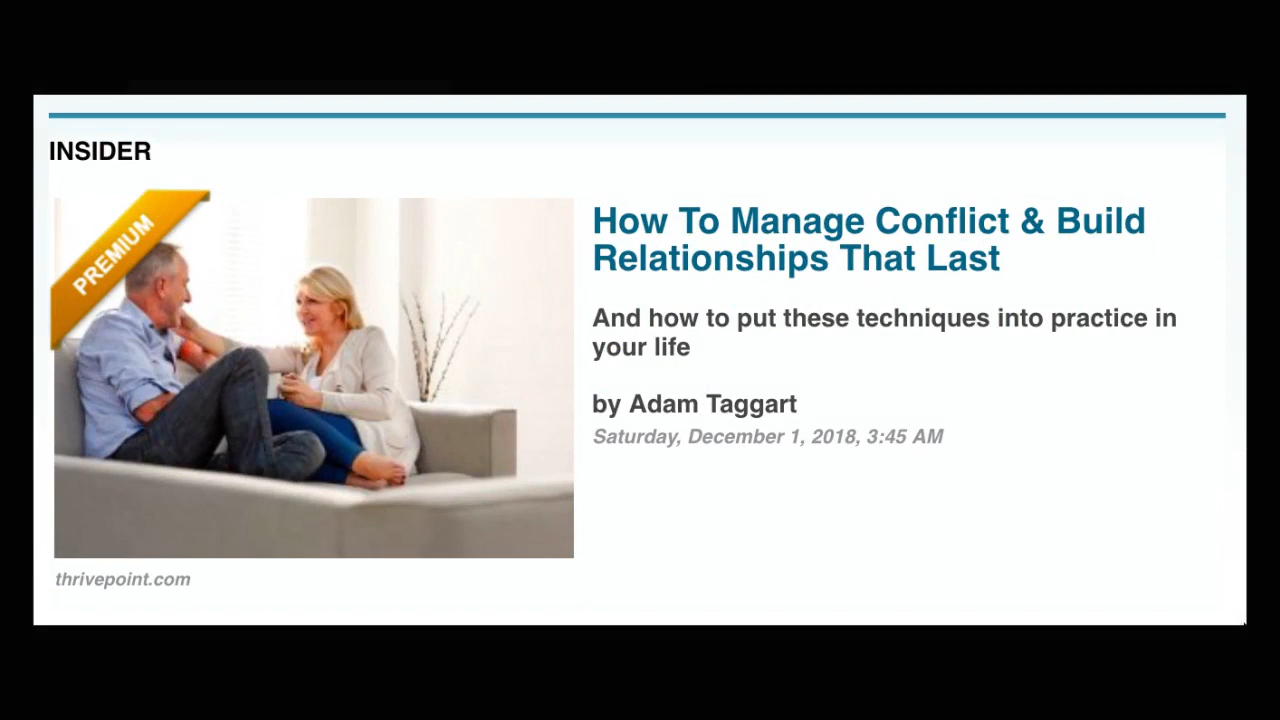 INSIDER
PREMIUM
How To Manage Conflict & Build
Relationships That Last
And how to put these techniques into practice in
your life
by Adam Taggart
Saturday, December 1, 2018, 3:45 AM
thrivepoint.com